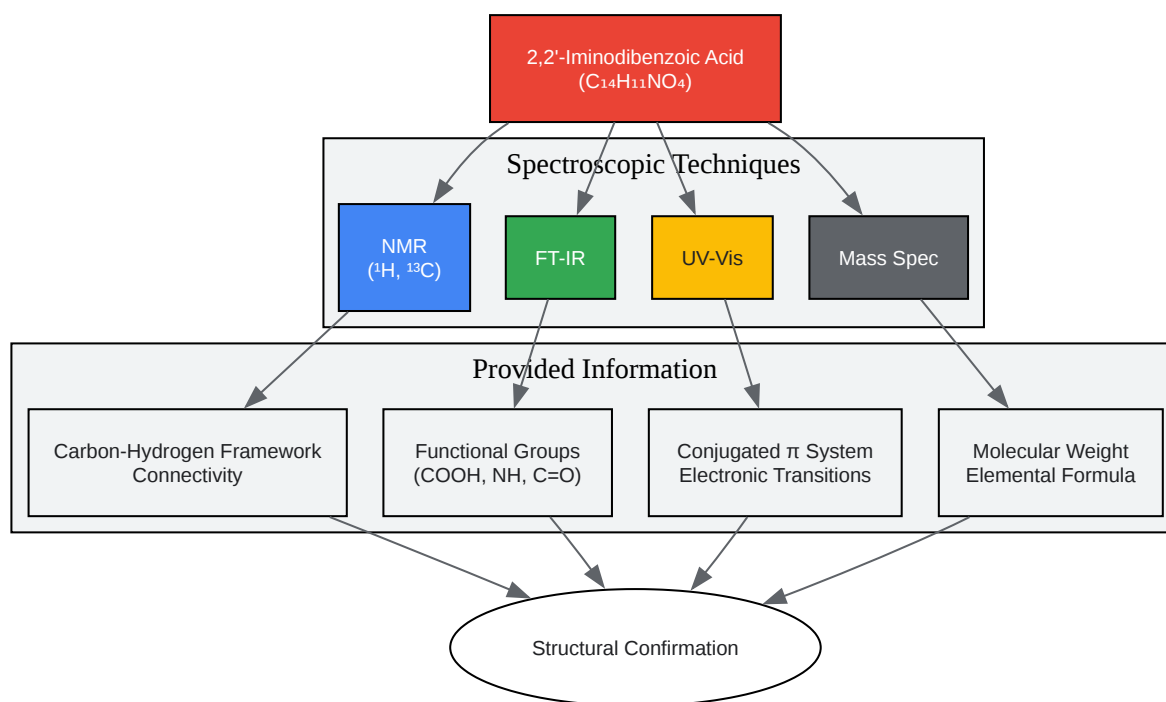 2,2'-Iminodibenzoic Acid
(C₁₄H₁₁NO₄)
Spectroscopic Techniques
NMR
(¹H, ¹³C)
FT-IR
UV-Vis
Mass Spec
Provided Information
Carbon-Hydrogen Framework
Connectivity
Functional Groups
(COOH, NH, C=O)
Conjugated π System
Electronic Transitions
Molecular Weight
Elemental Formula
Structural Confirmation